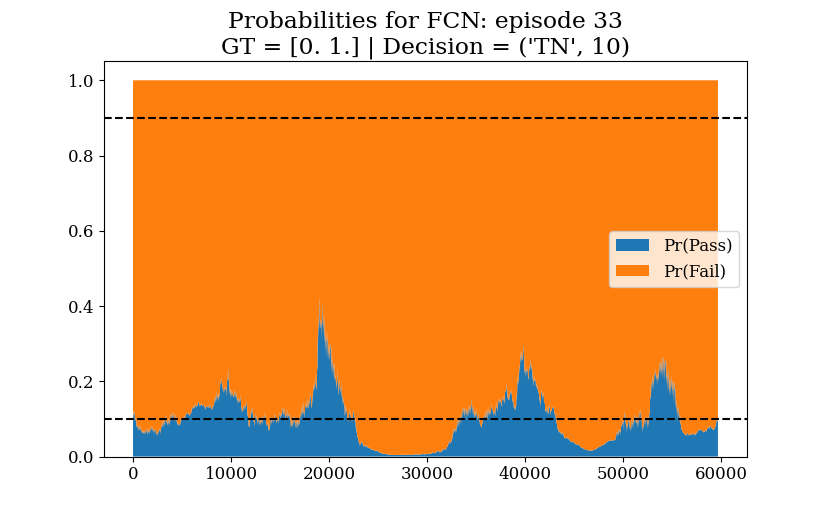 Probabilities for FCN: episode 33
GT = [0. 1.] | Decision = ('TN', 10)
1.0
0.8
0.6
0.4
0.2
0.0
Pr(Pass)
Pr(Fail)
0 10000 20000 30000 40000 50000 60000